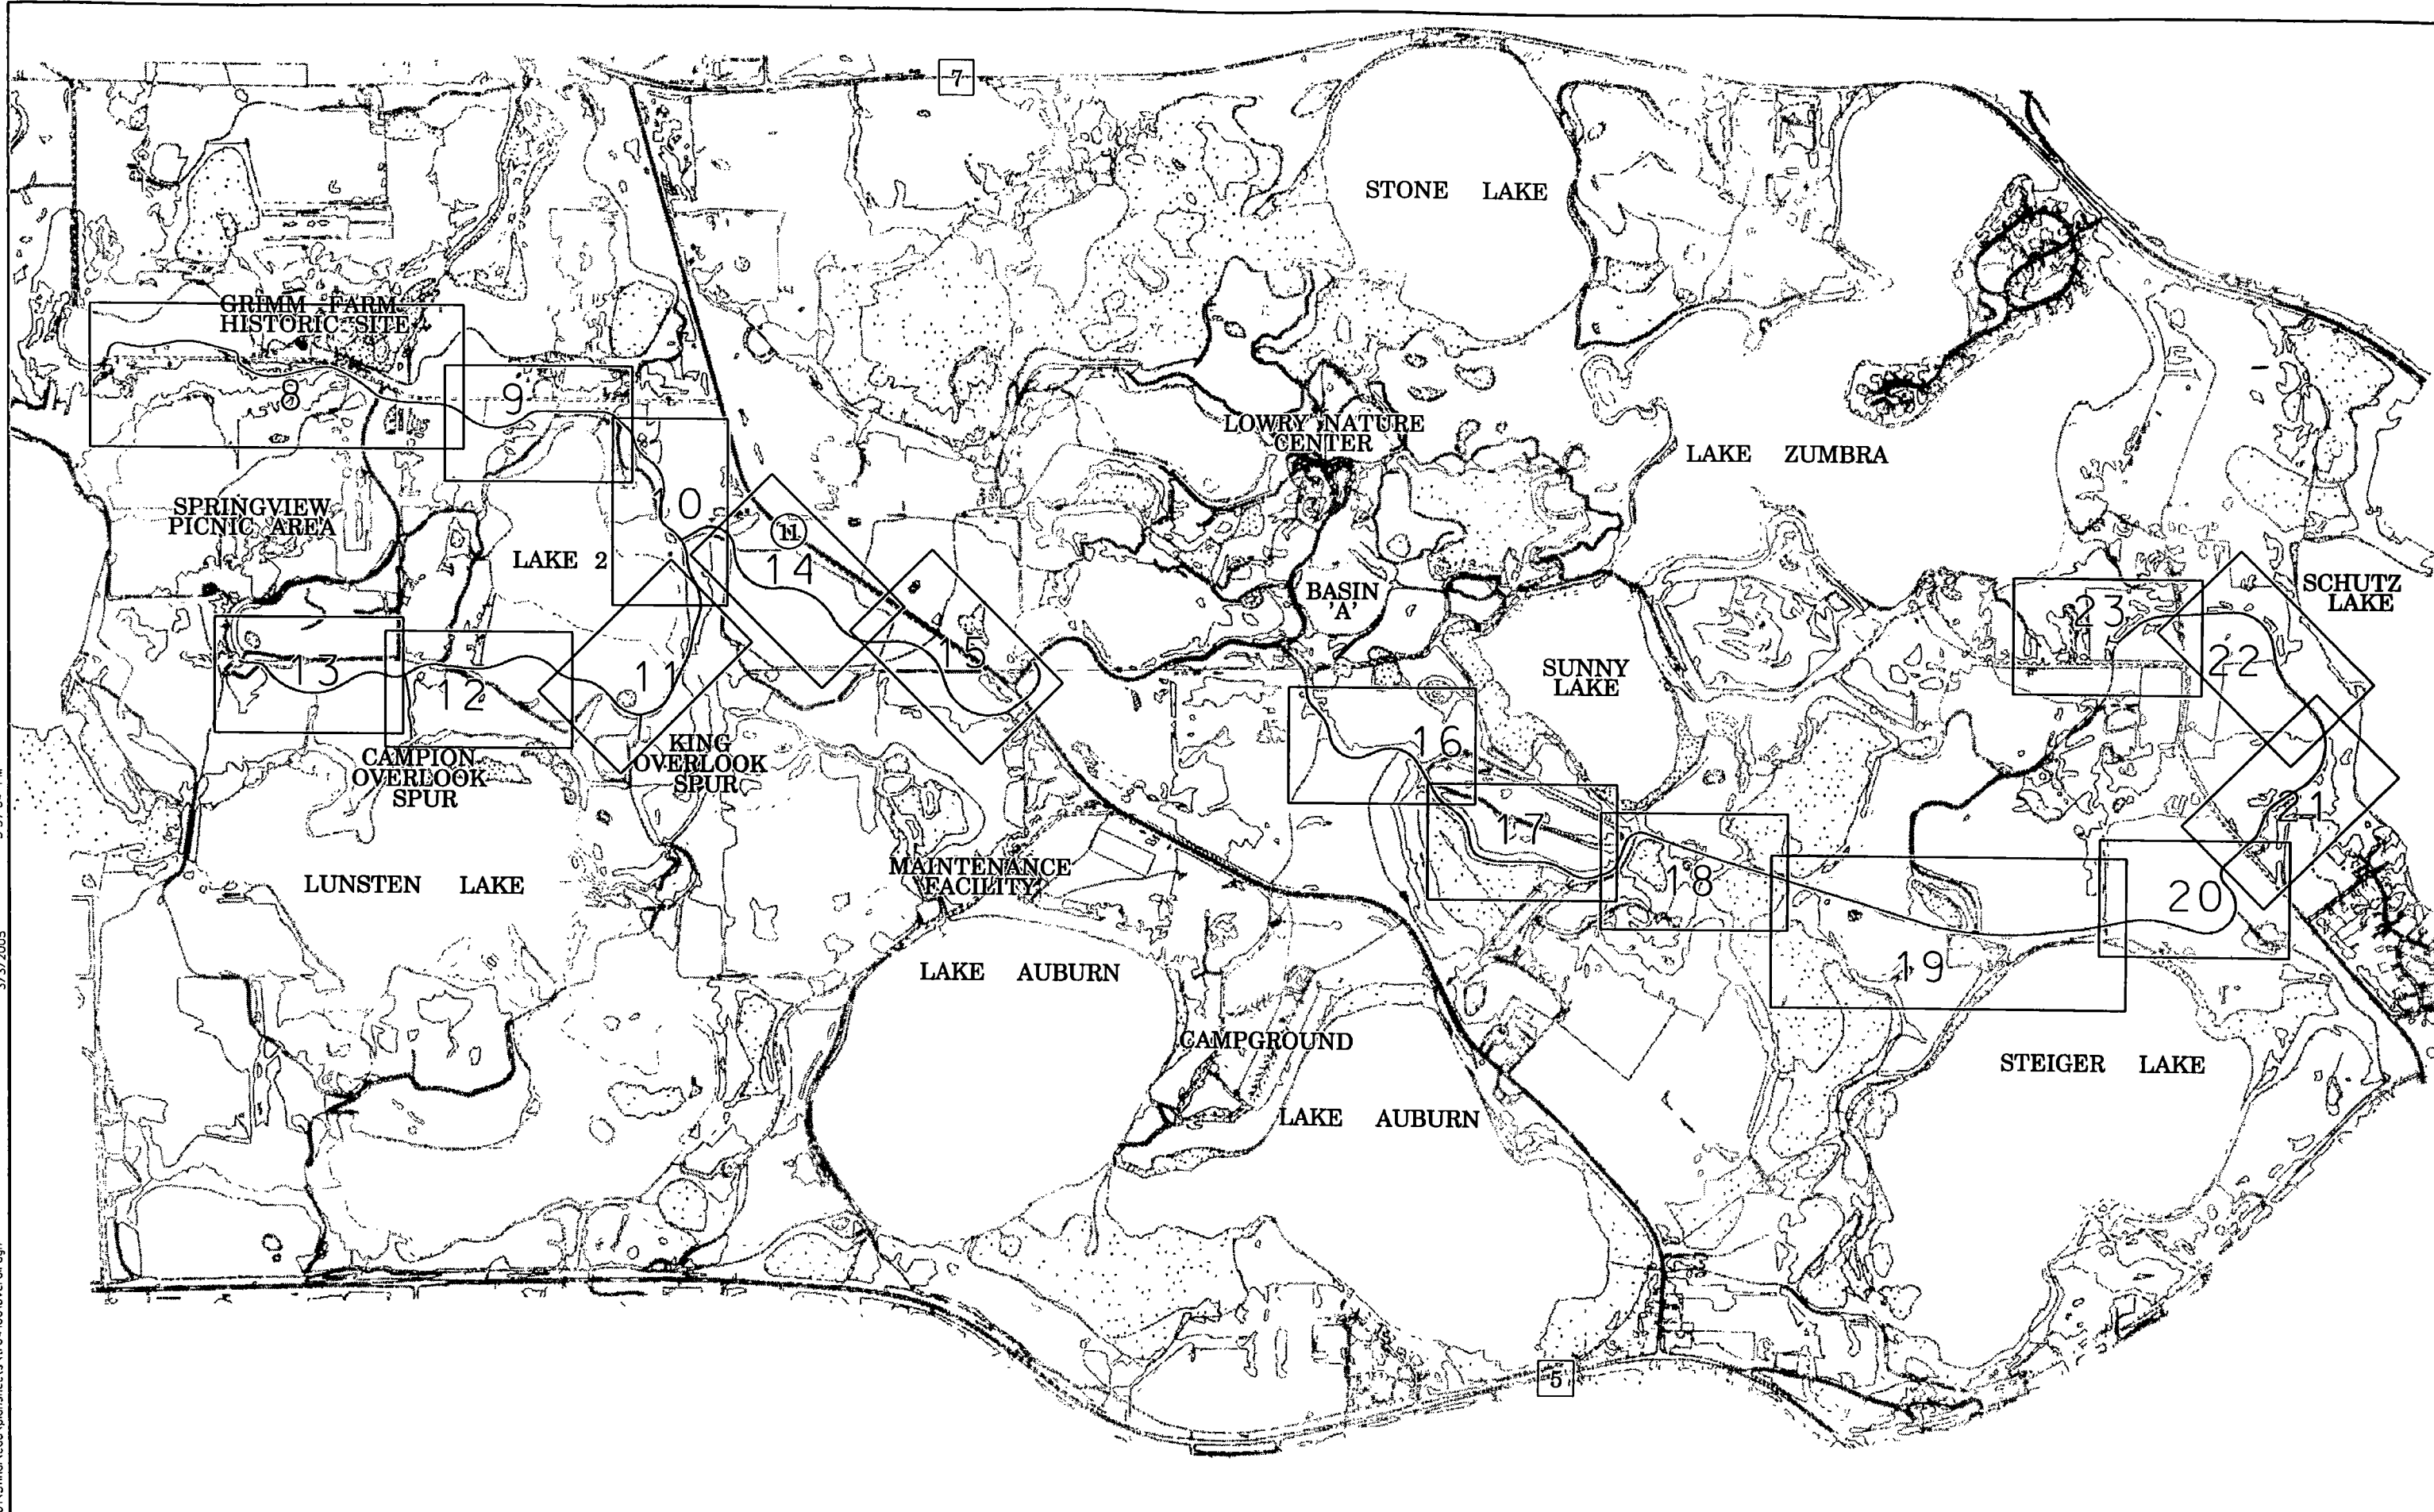 7
STONE LAKE
GRIMM FARM
HISTORIC SITE
8
9
LOWRY NATURE
CENTER
LAKE ZUMBRA
SPRINGVIEW
PICNIC AREA
10
11
LAKE 2
14
BASIN
'A'
23
SCHUTZ
LAKE
13
12
11
15
SUNNY
LAKE
22
16
CAMPION
OVERLOOK
SPUR
KING
OVERLOOK
SPUR
17
21
LUNSTEN LAKE
MAINTENANCE
FACILITY
18
20
19
LAKE AUBURN
CAMPGROUND
STEIGER LAKE
LAKE AUBURN
5
3/3/2005